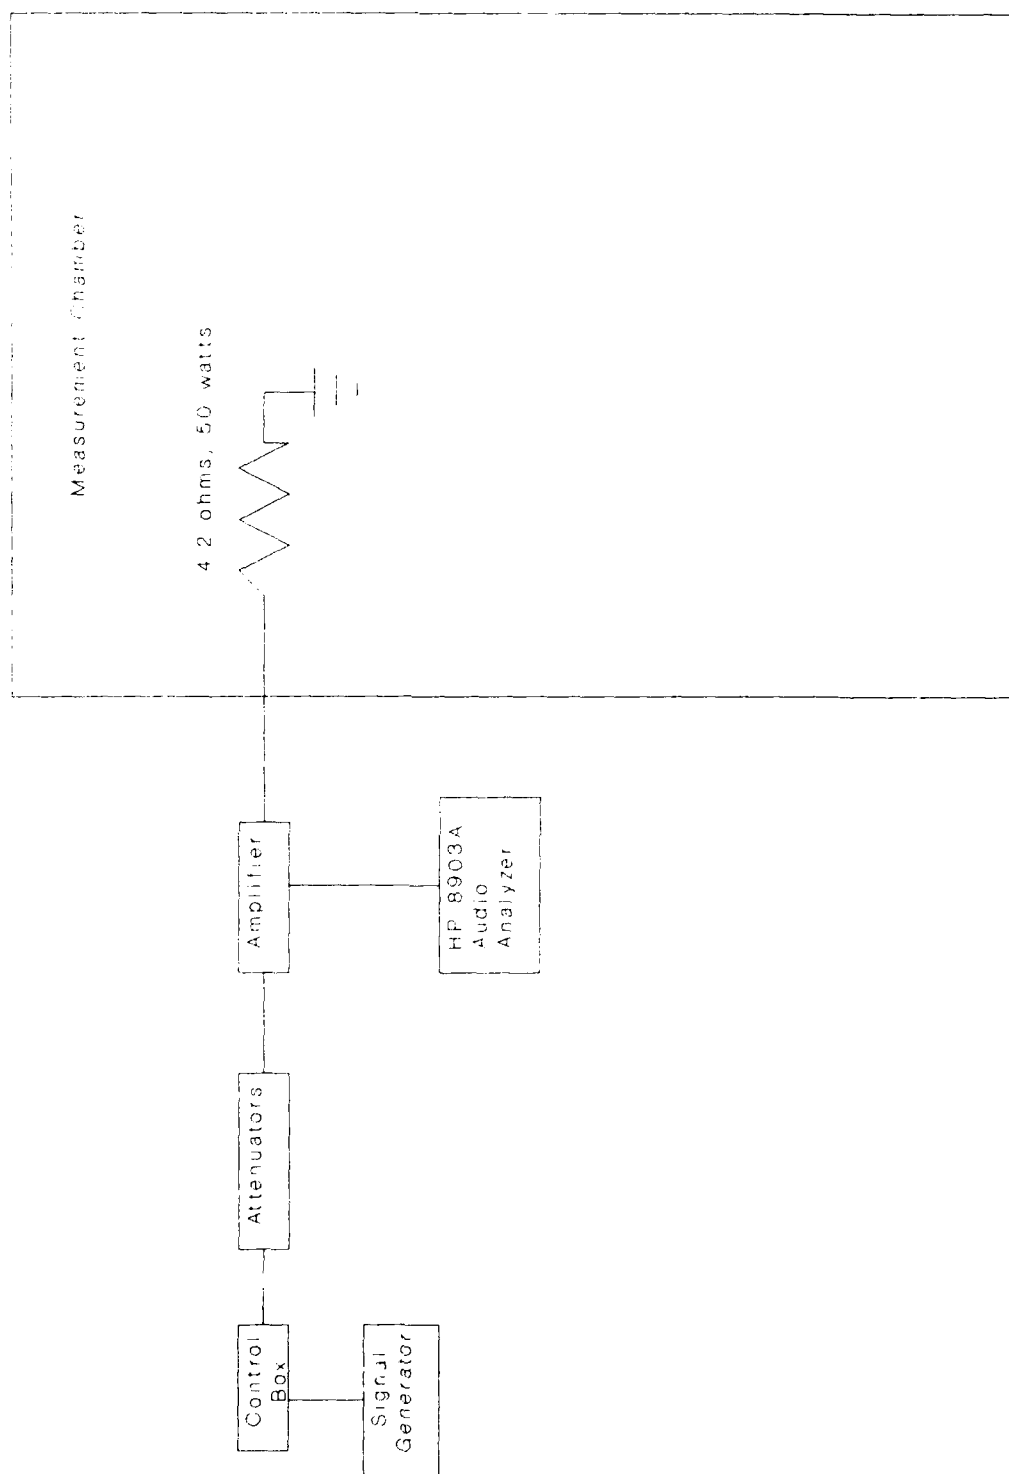 Measurement Chamber
4 2 ohms, 50 watts
Control
Box
Attenuators
Amplifier
Signal
Generator
HP 8903A
Audio
Analyzer